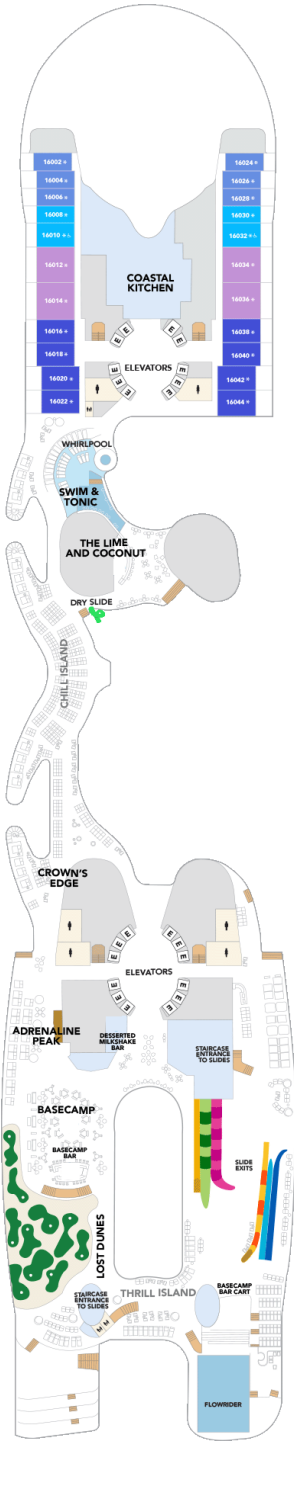 16002 16024
16004 16026
16006 16028
16008 16030
16010 16032
16012 16034
16014 16036
COASTAL
KITCHEN
16016 16038
16018 16040
ELEVATORS
16020 16042
16022 16044
E E E E E E
E E E E E E
WHIRLPOOL
SWIM &
TONIC
THE LIME
AND COCONUT
DRY SLIDE
CHILL ISLAND
CROWN'S
EDGE
E E E E E E
ELEVATORS
E E E E E E
ADRENALINE
PEAK
DESSERTED
MILKSHAKE
BAR
STAIRCASE
ENTRANCE
TO SLIDES
BASECAMP
BASECAMP
BAR
SLIDE
EXITS
LOST DUNES
THRILL ISLAND
STAIRCASE
ENTRANCE
TO SLIDES
BASECAMP
BAR CART
FLOWRIDER